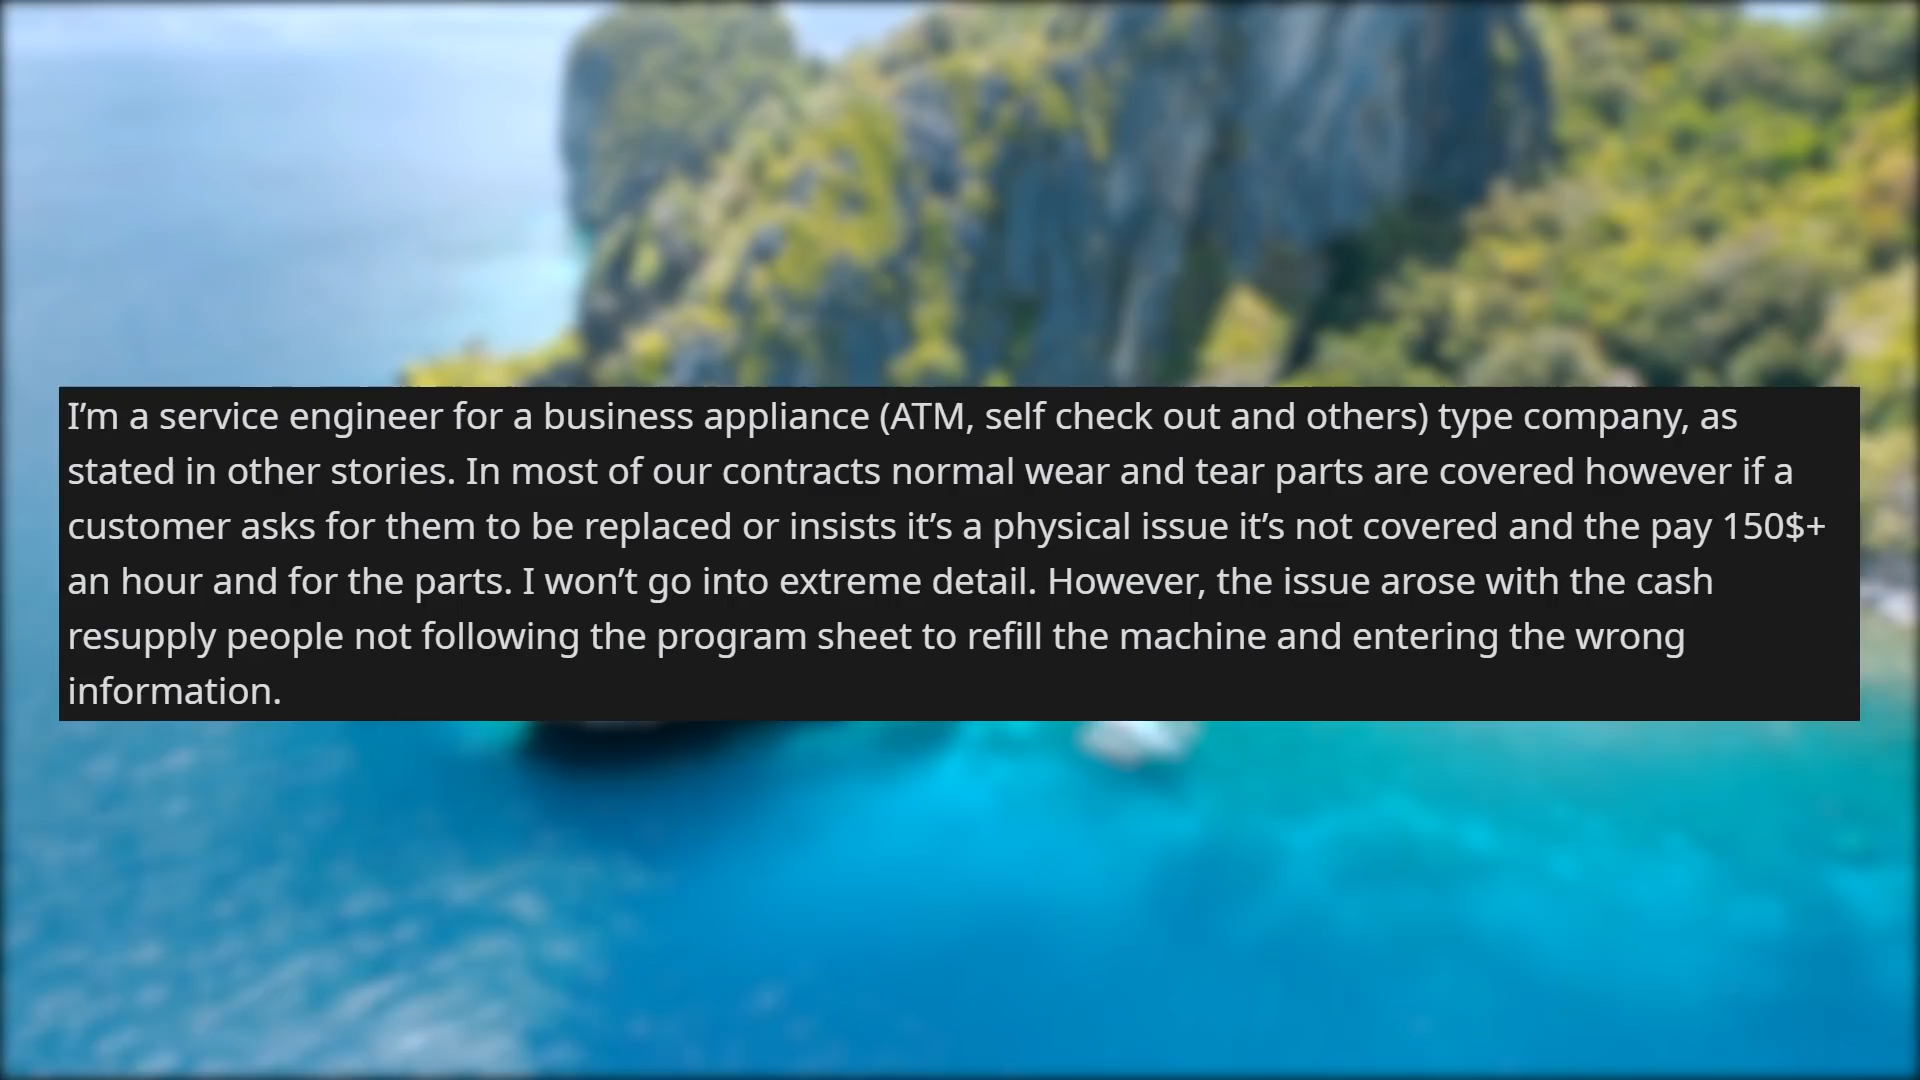 I’m a service engineer for a business appliance (ATM, self check out and others) type company, as
stated in other stories. In most of our contracts normal wear and tear parts are covered however if a
customer asks for them to be replaced or insists it’s a physical issue it’s not covered and the pay 150$+
an hour and for the parts. I won’t go into extreme detail. However, the issue arose with the cash
resupply people not following the program sheet to refill the machine and entering the wrong
information.